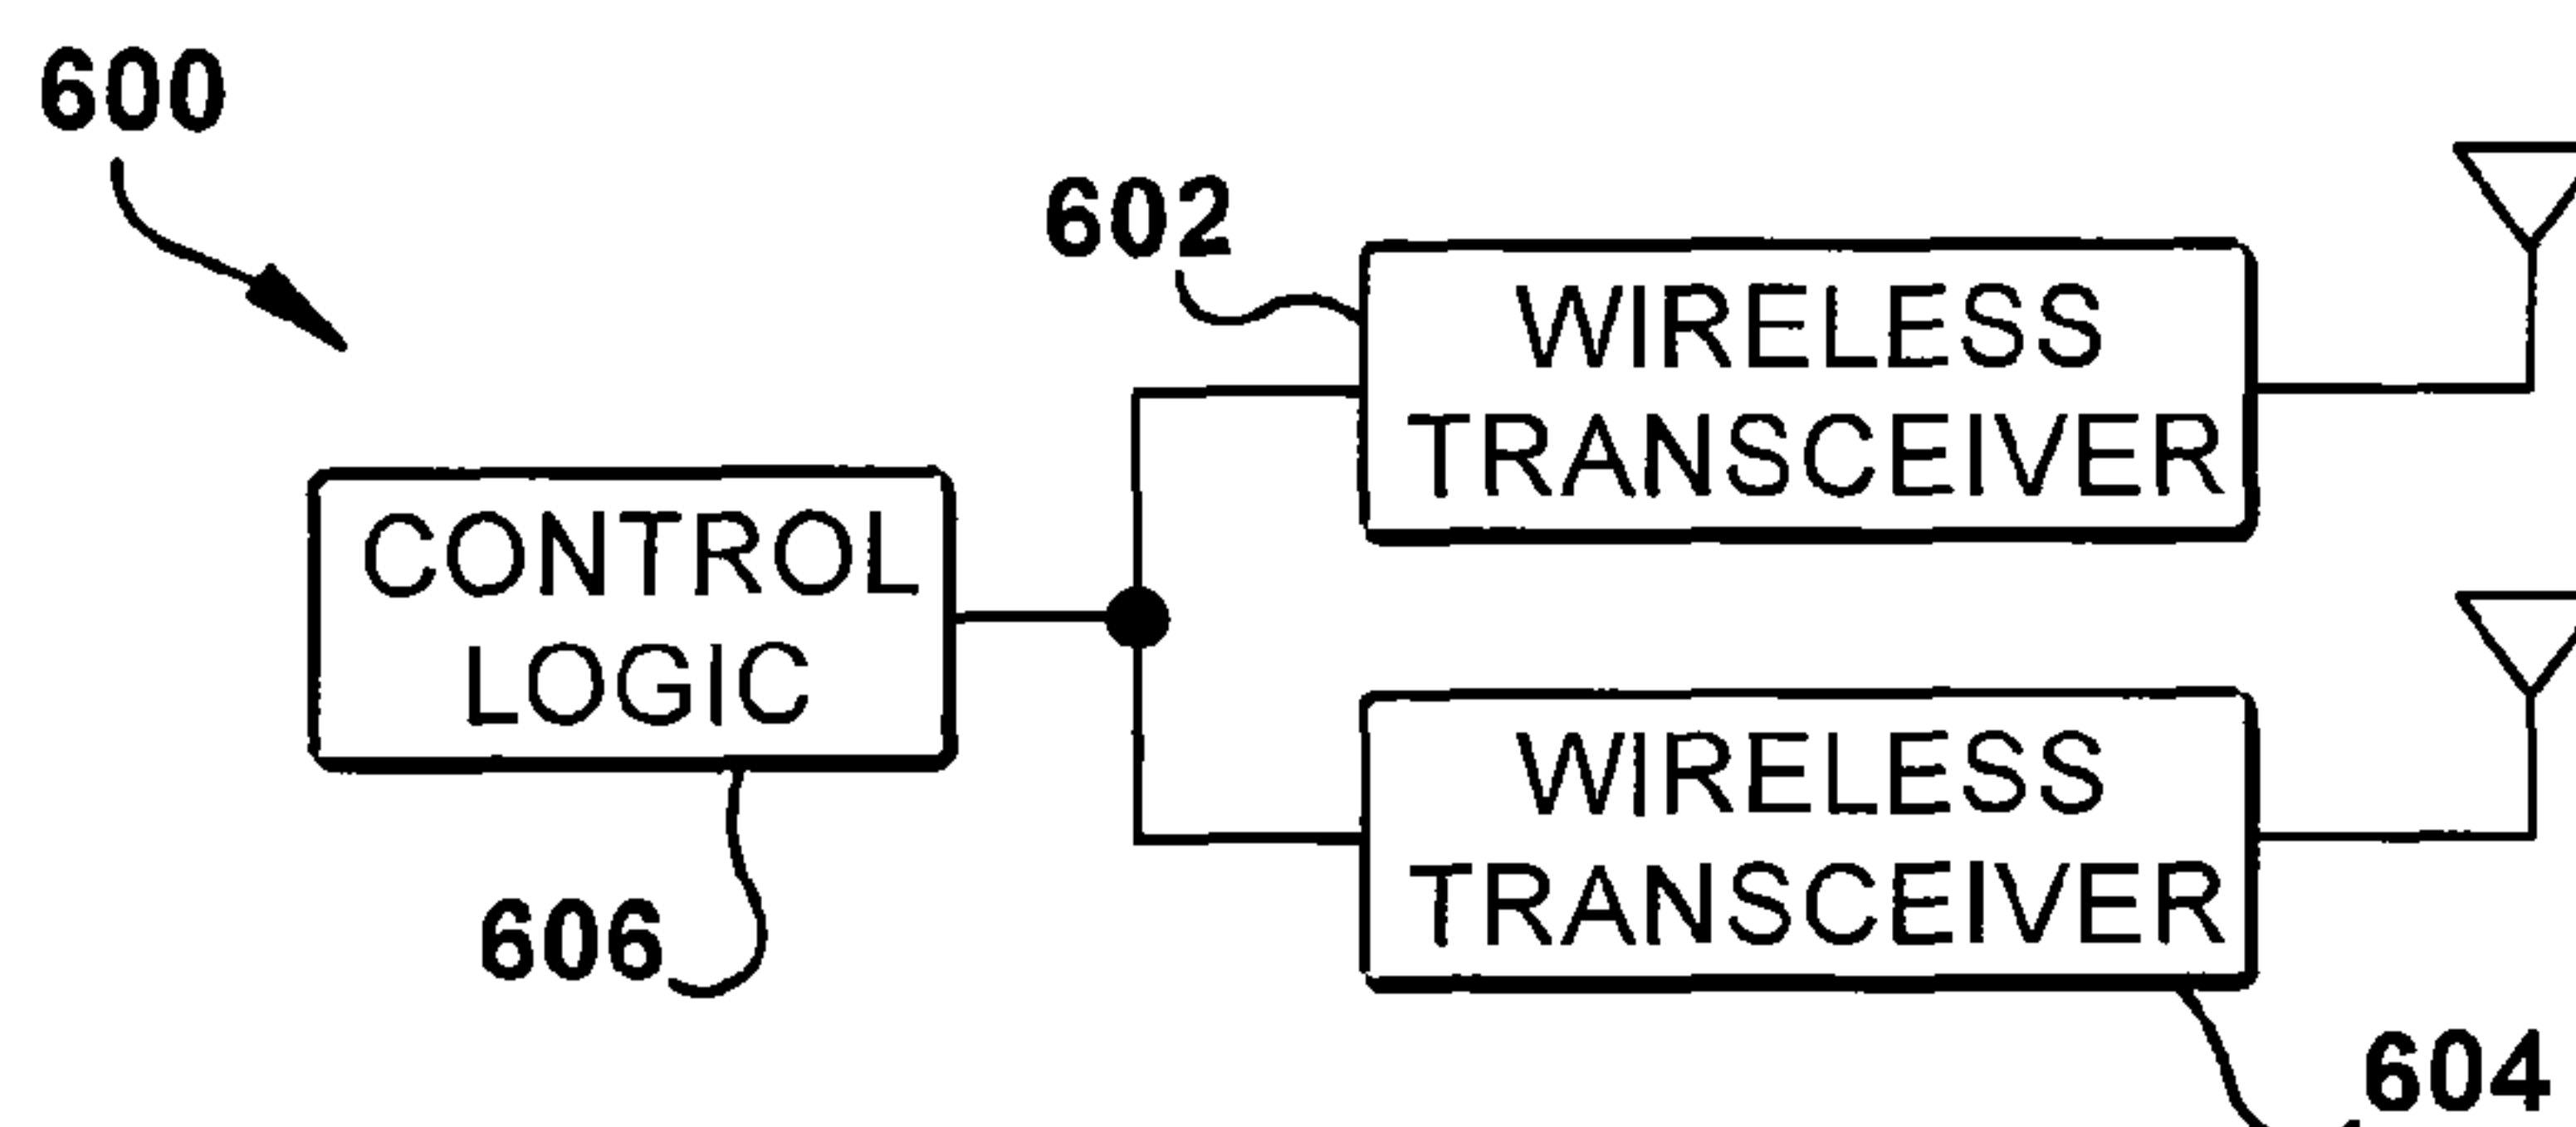 600
602
WIRELESS
TRANSCEIVER
CONTROL
LOGIC
606
WIRELESS
TRANSCEIVER
604